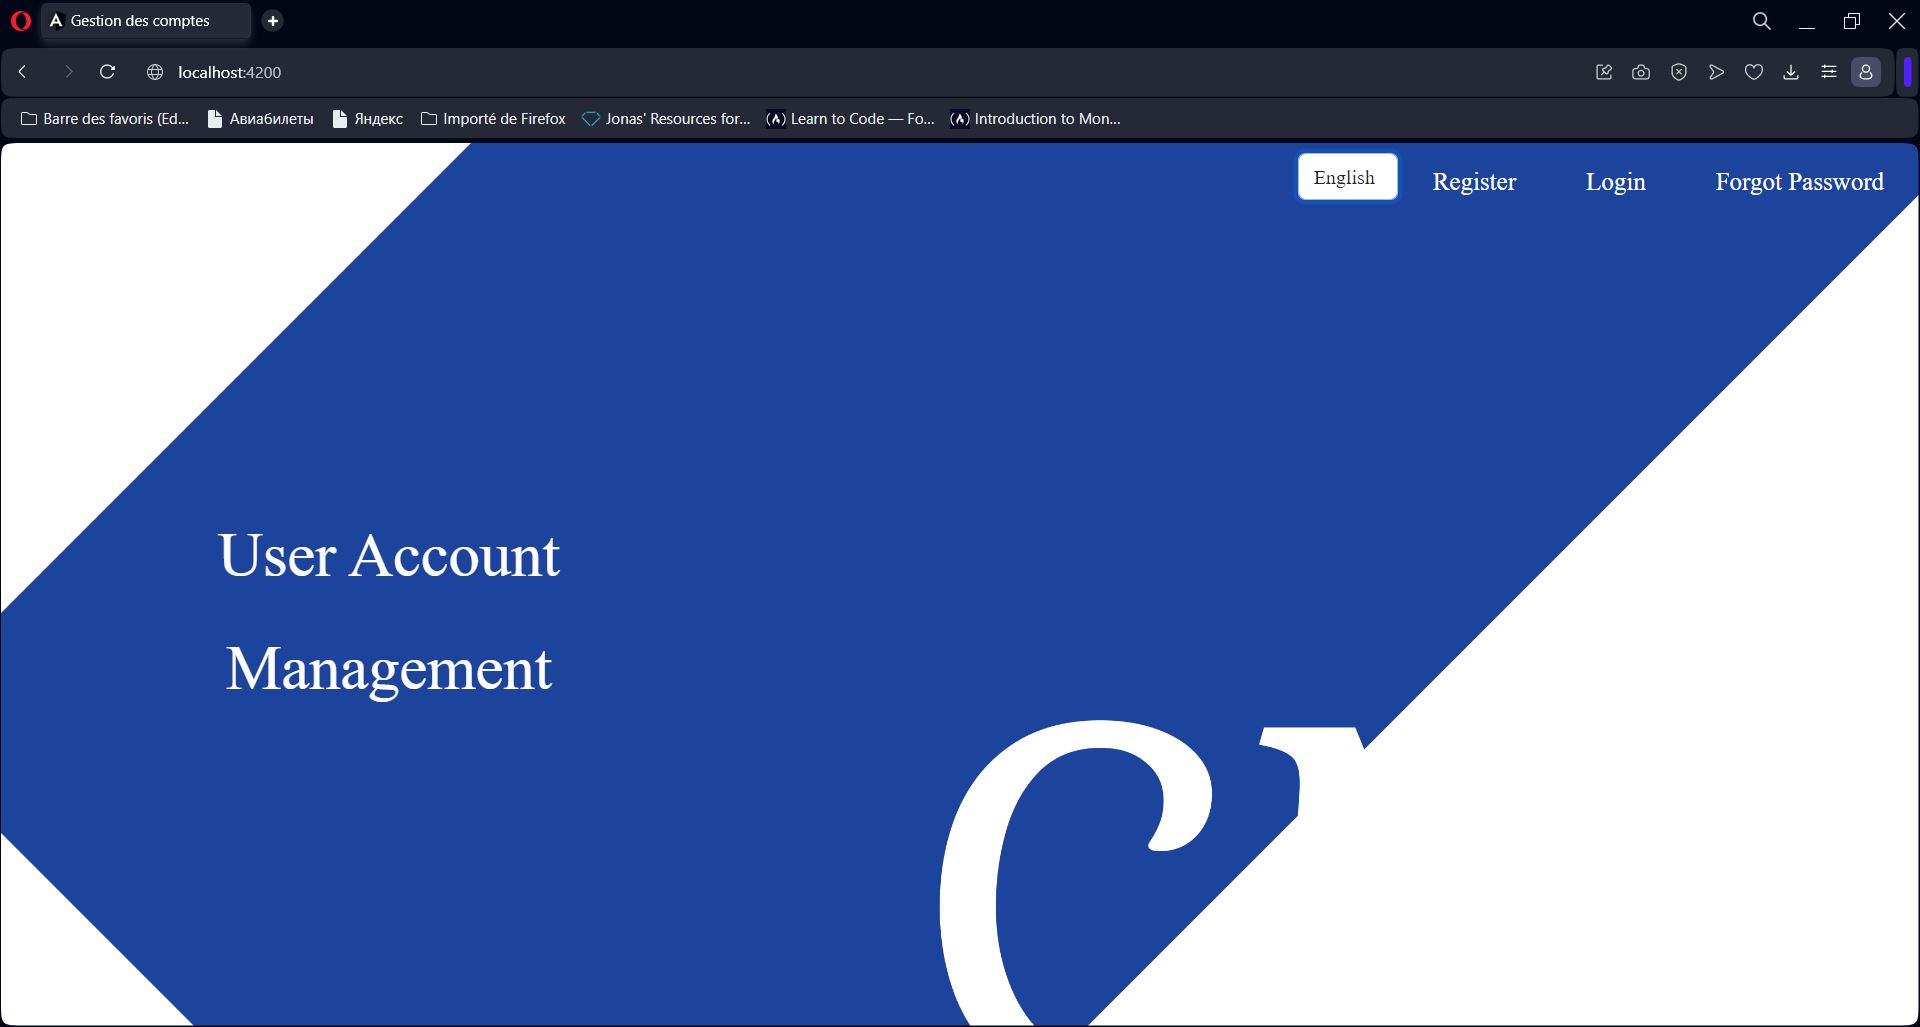 Gestion des comptes
localhost:4200
Barre des favoris (Ed...
Авиабилеты
Яндекс
Importé de Firefox
Jonas' Resources for...
Learn to Code — Fo...
Introduction to Mon...
English
Register
Login
Forgot Password
User Account
Management